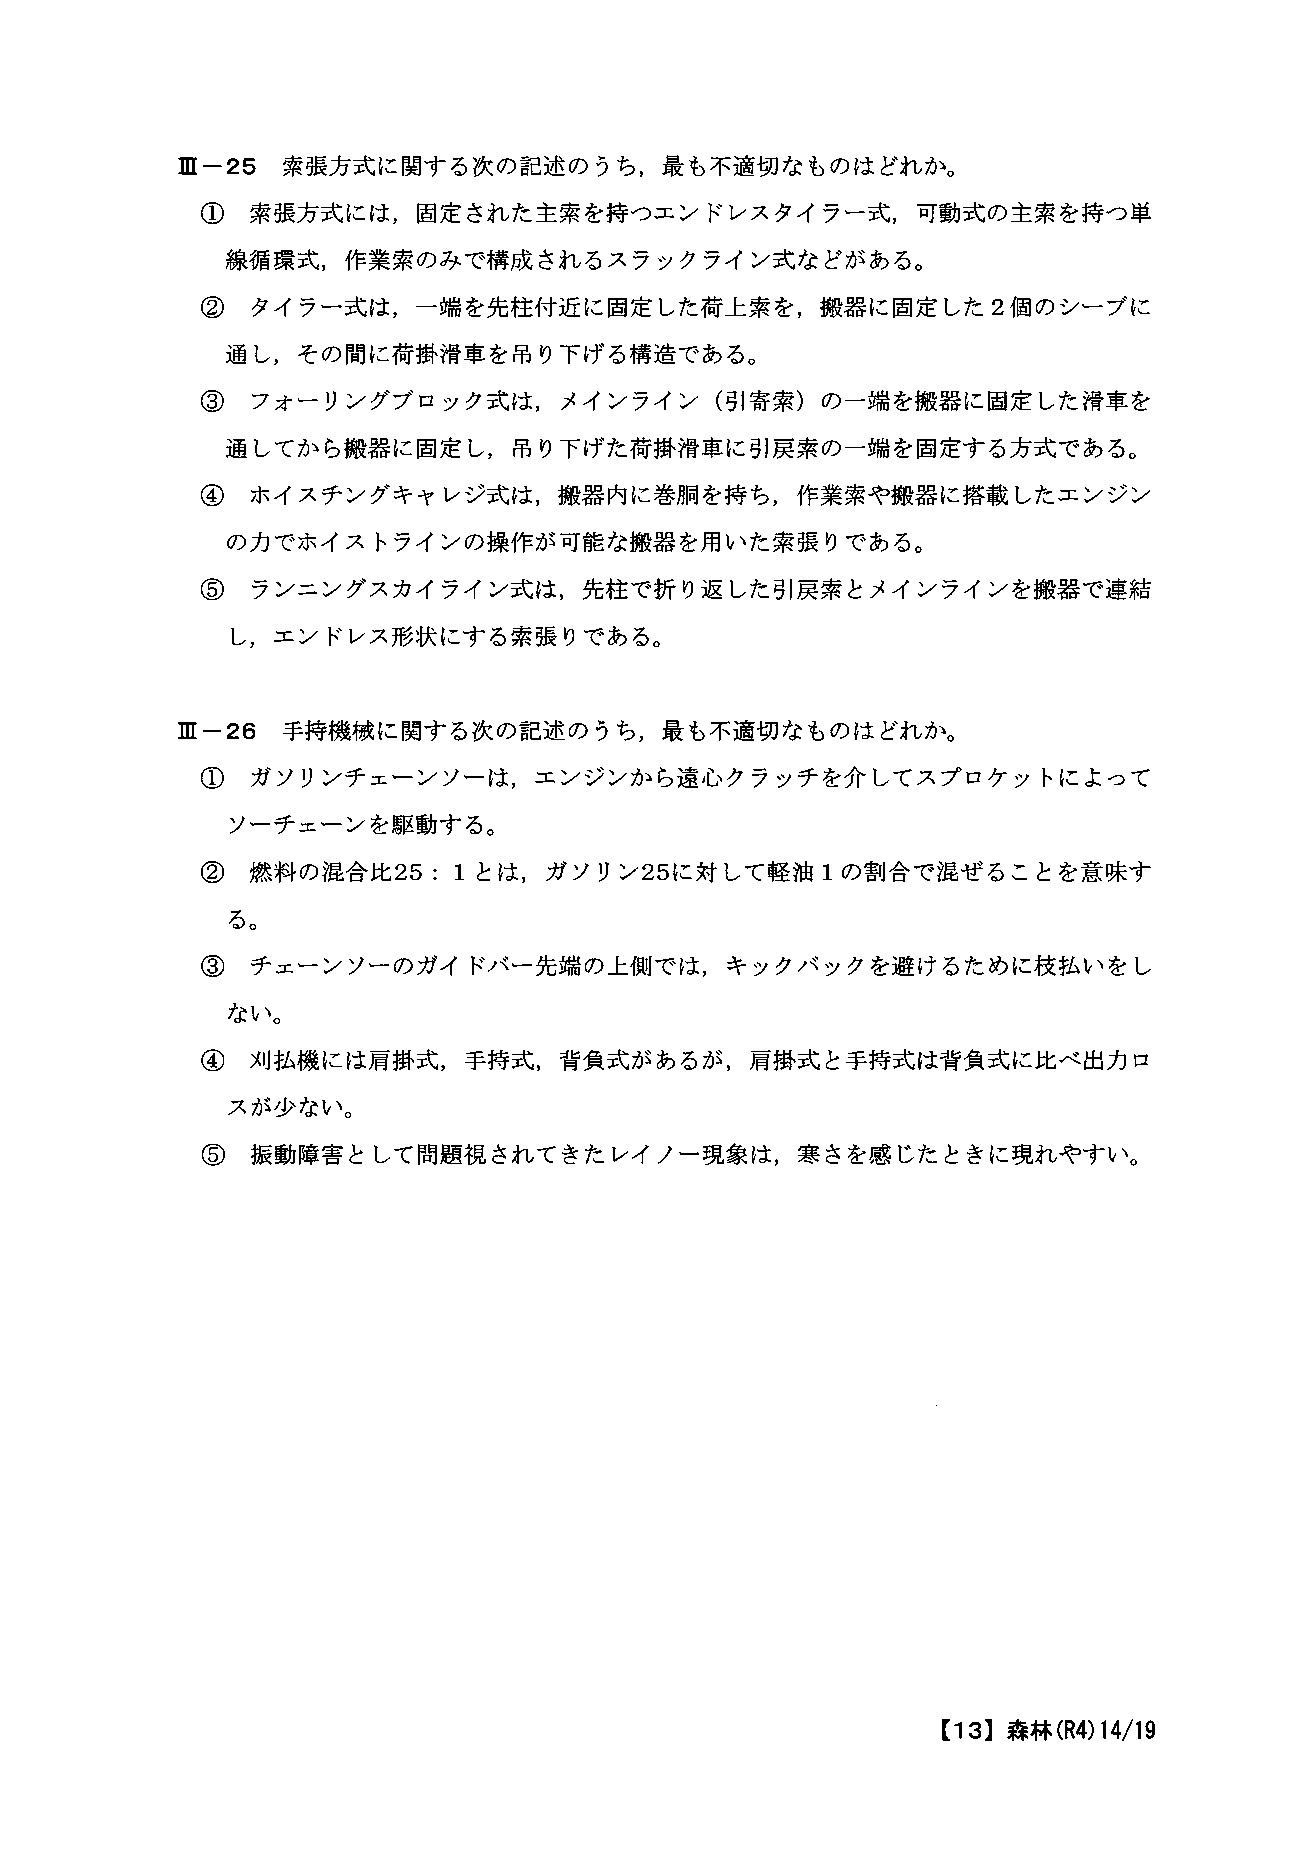 Ⅲ－25　索張方式に関する次の記述のうち，最も不適切なものはどれか。
①　索張方式には，固定された主索を持つエンドレスタイラー式，可動式の主索を持つ単
線循環式，作業索のみで構成されるスラックライン式などがある。
②　タイラー式は，一端を先柱付近に固定した荷上索を，搬器に固定した２個のシーブに
通し，その間に荷掛滑車を吊り下げる構造である。
③　フォーリングブロック式は，メインライン（引寄索）の一端を搬器に固定した滑車を
通してから搬器に固定し，吊り下げた荷掛滑車に引戻索の一端を固定する方式である。
④　ホイスチングキャレジ式は，搬器内に巻胴を持ち，作業索や搬器に搭載したエンジン
の力でホイストラインの操作が可能な搬器を用いた索張りである。
⑤　ランニングスカイライン式は，先柱で折り返した引戻索とメインラインを搬器で連結
し，エンドレス形状にする索張りである。
Ⅲ－26　手持機械に関する次の記述のうち，最も不適切なものはどれか。
①　ガソリンチェーンソーは，エンジンから遠心クラッチを介してスプロケットによって
ソーチェーンを駆動する。
②　燃料の混合比25：１とは，ガソリン25に対して軽油１の割合で混ぜることを意味す
る。
③　チェーンソーのガイドバー先端の上側では，キックバックを避けるために枝払いをし
ない。
④　刈払機には肩掛式，手持式，背負式があるが，肩掛式と手持式は背負式に比べ出力ロ
スが少ない。
⑤　振動障害として問題視されてきたレイノー現象は，寒さを感じたときに現れやすい。
【13】森林(R4)14/19